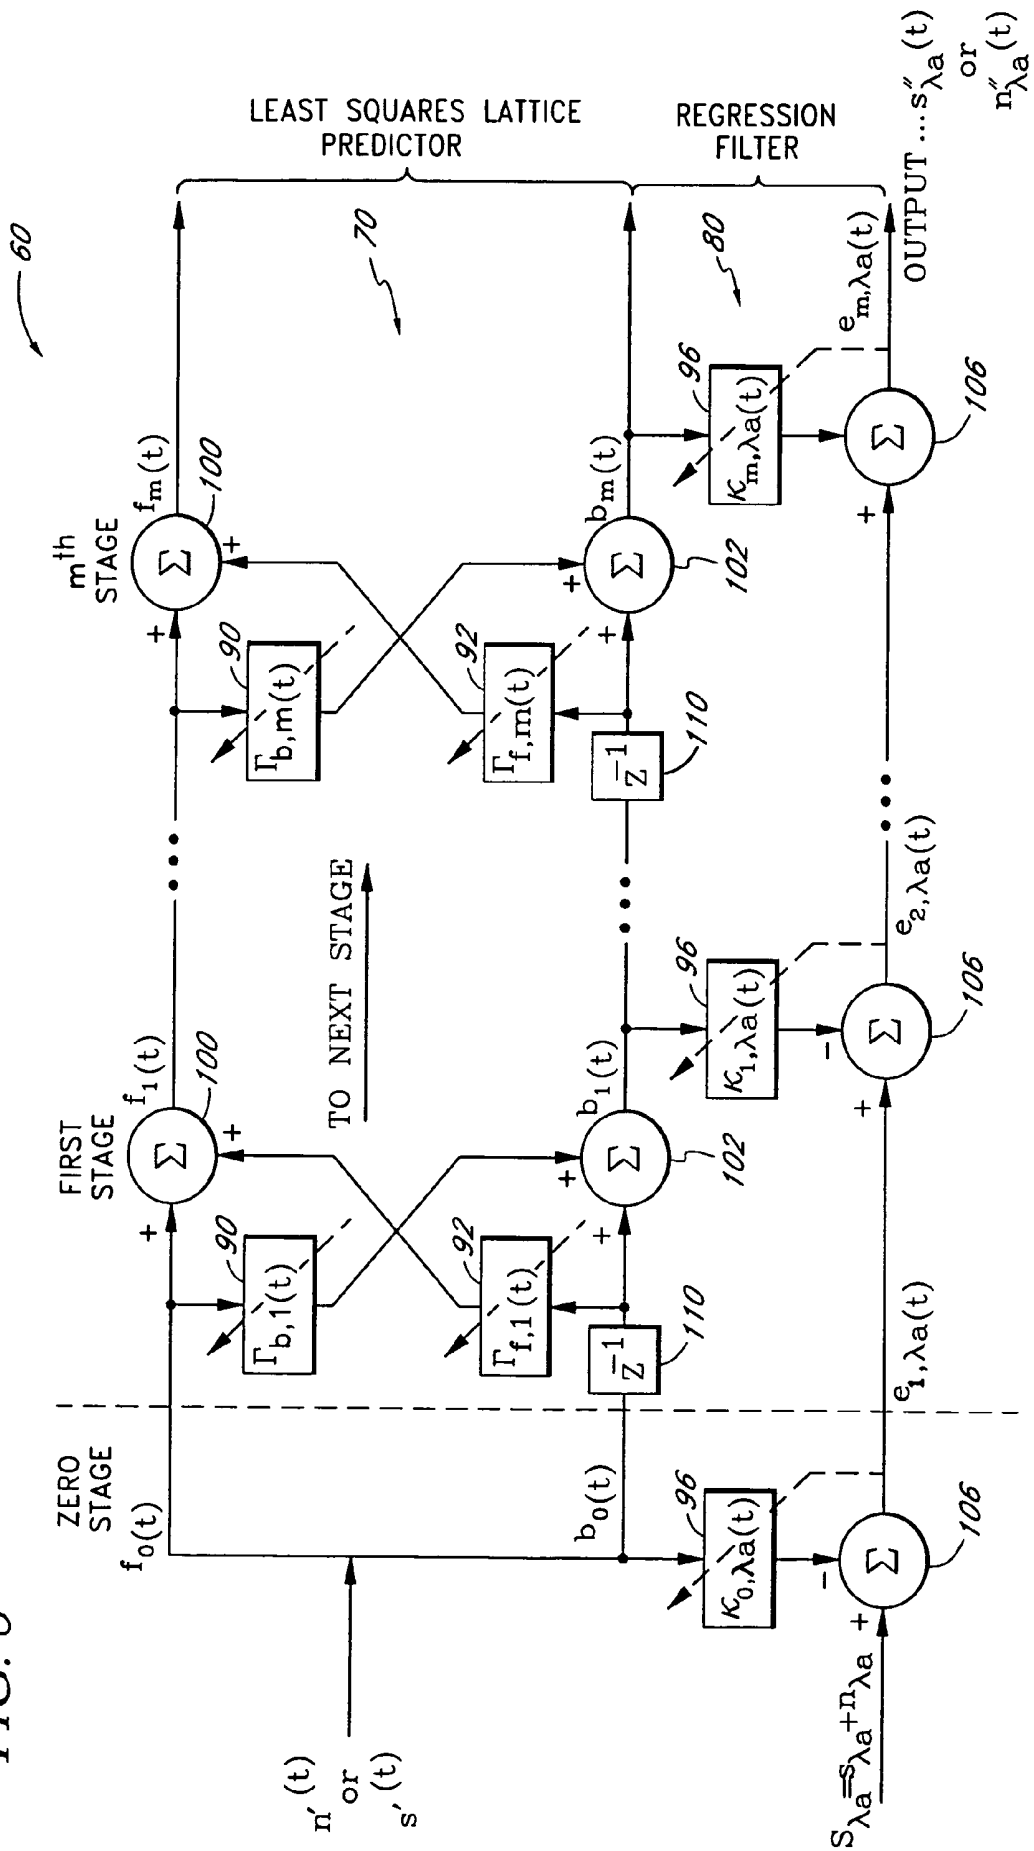 60
ZERO
STAGE
FIRST
STAGE
mth
STAGE
f0(t)
f1(t)
fm(t)
100
100
+
+
+
+
90
90
Γb,1(t)
Γb,m(t)
LEAST SQUARES LATTICE
PREDICTOR
n′(t)
or
s′(t)
TO NEXT STAGE
70
92
92
Γf,1(t)
Γf,m(t)
b0(t)
b1(t)
bm(t)
+
+
+
+
z−1
z−1
Σ
Σ
Σ
Σ
110
102
110
102
REGRESSION
FILTER
80
96
96
96
κ0,λa(t)
κ1,λa(t)
κm,λa(t)
Sλa=sλa+nλa
+
−
Σ
e1,λa(t)
+
−
Σ
e2,λa(t)
+
Σ
em,λa(t)
106
106
106
OUTPUT ...s″λa(t)
or
n″λa(t)